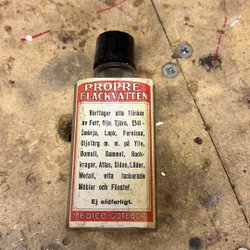 PROPRE
FLÄCKVATTEN
Borttager alla fläckar
av Fett, Olja, Tjära, Bil-
Smörja, Lack, Fernissa,
Oljefärg m. m. på Ylle,
Bomull, Sammet, Rock-
kragar, Atlas, Siden, Läder,
Metall, vita lackerade
Möbler och Fönster.
Ej eldfarligt.
MEDICO-GÖTEBORG